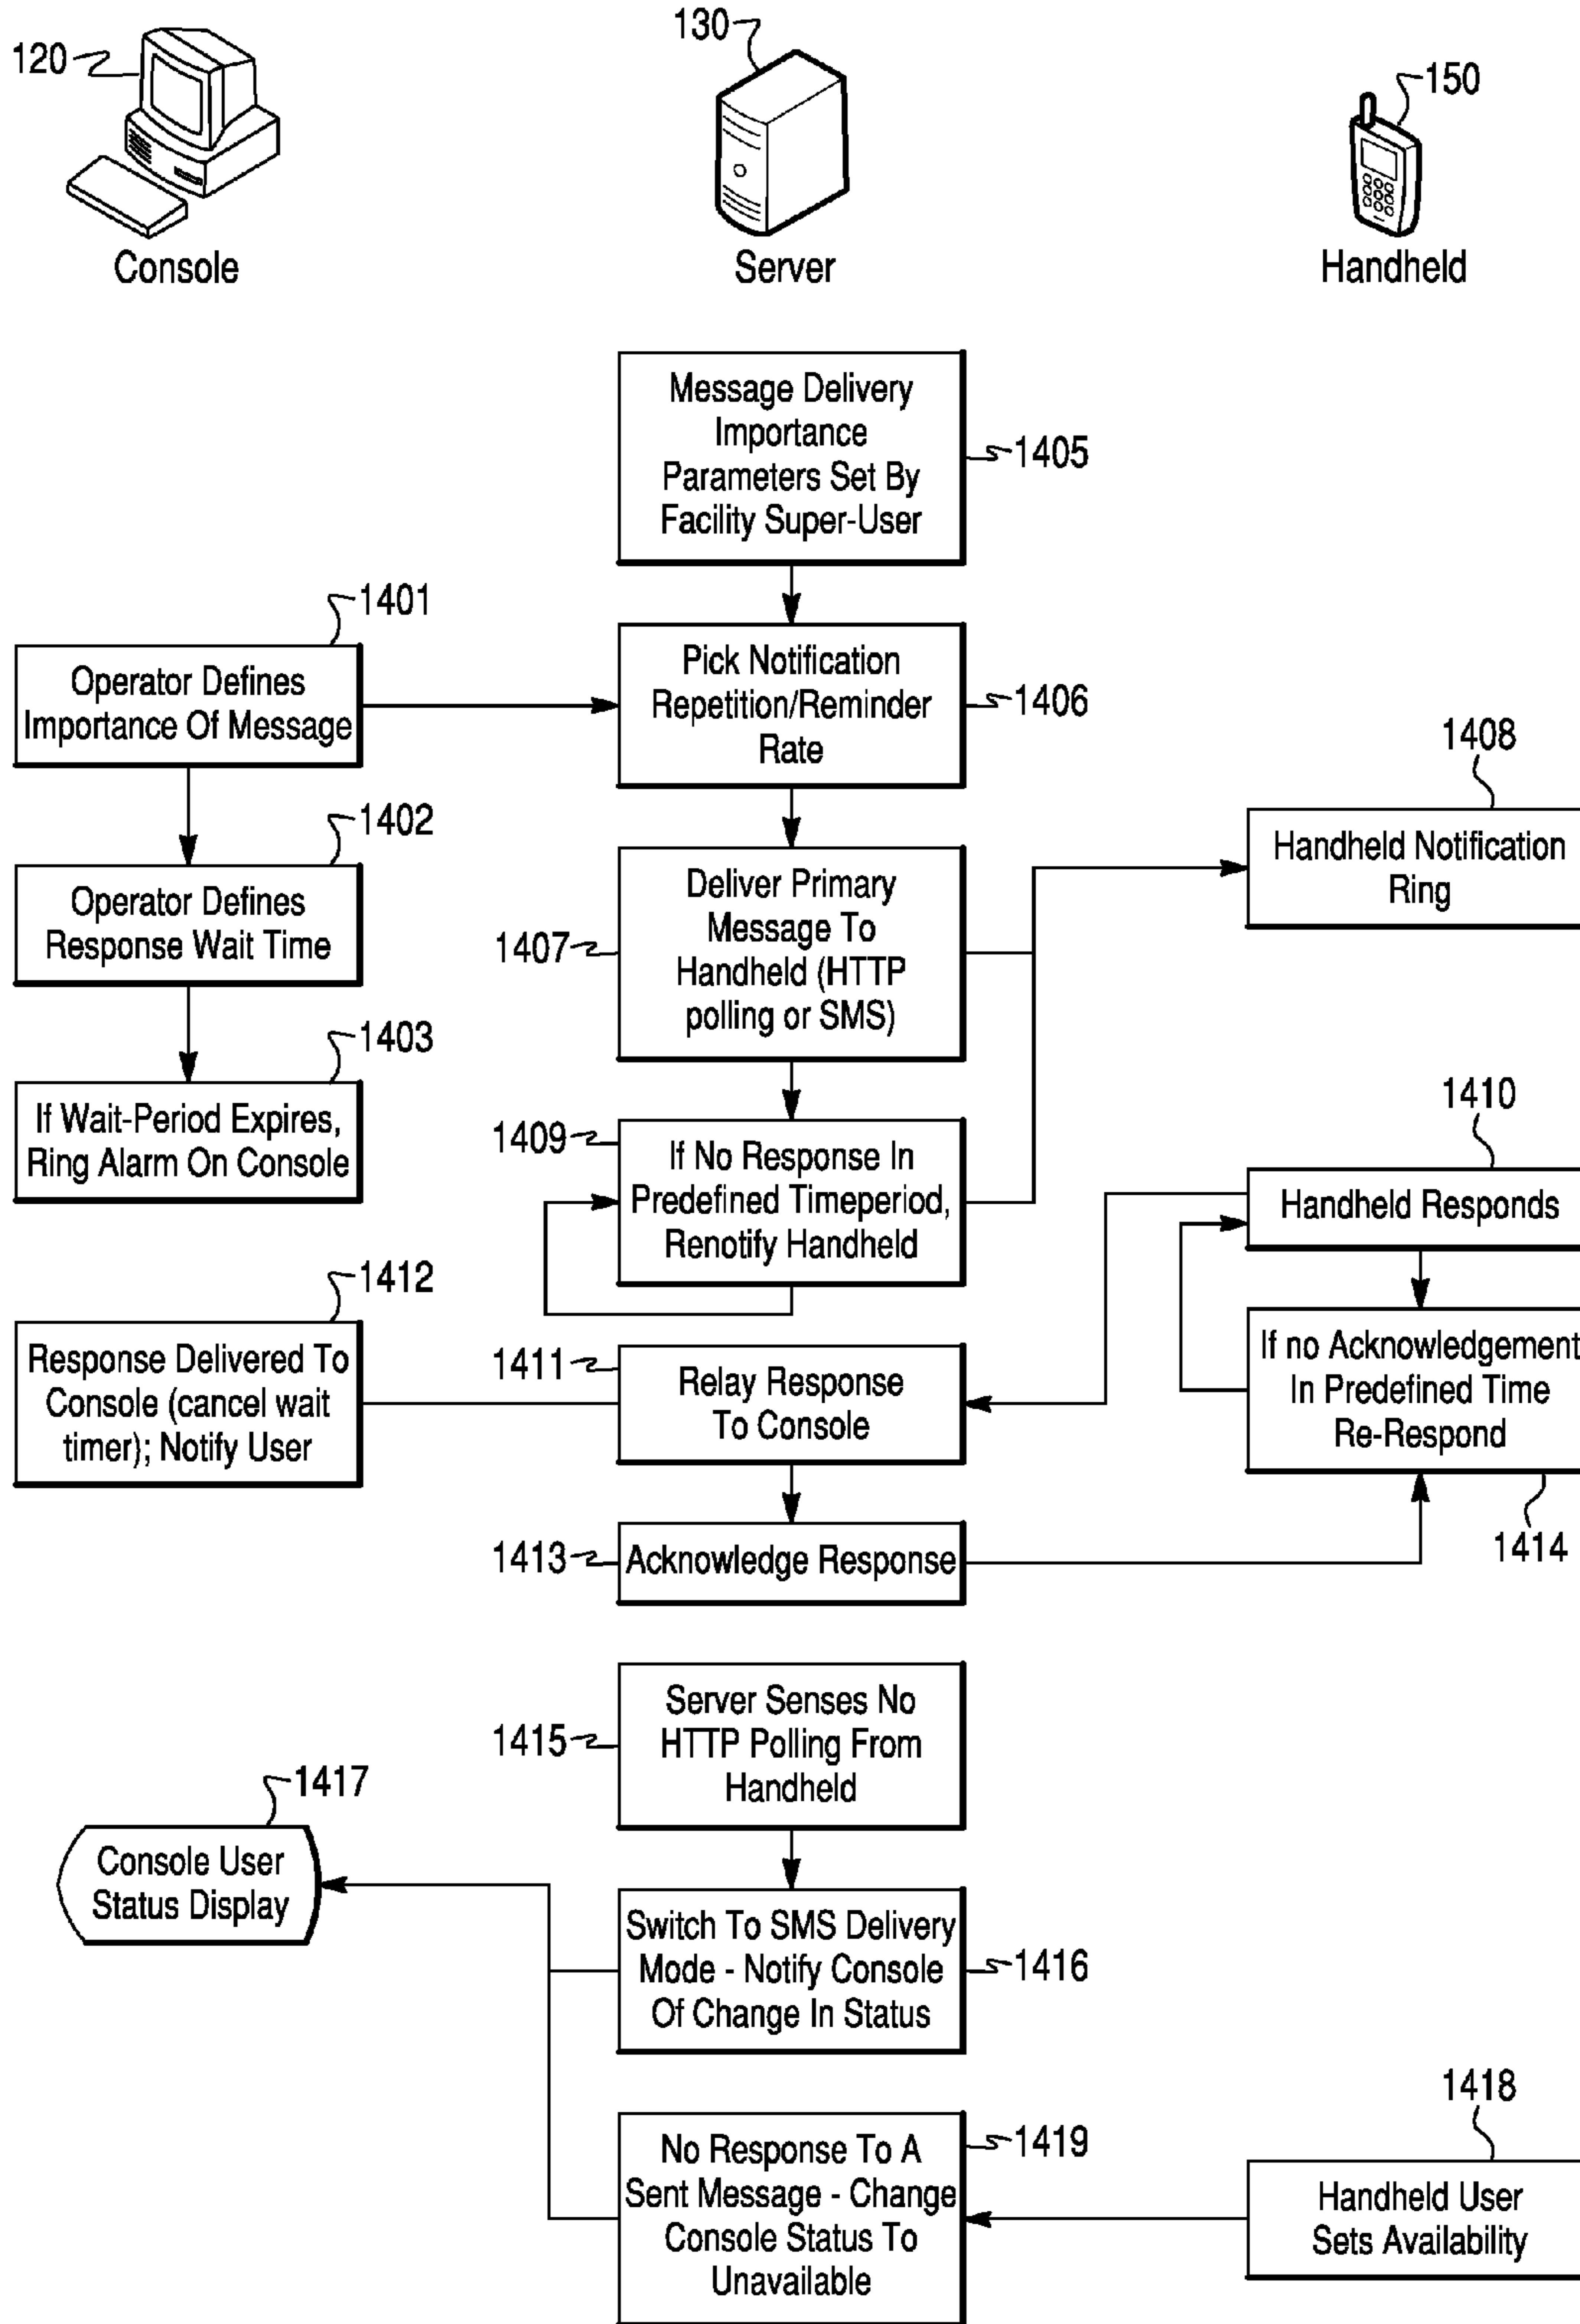 120
130
150
Console
Server
Handheld
Message Delivery
Importance
Parameters Set By
Facility Super-User
1405
1401
Operator Defines
Importance Of Message
Pick Notification
Repetition/Reminder
Rate
1406
1408
Handheld Notification
Ring
1402
Operator Defines
Response Wait Time
1407
Deliver Primary
Message To
Handheld (HTTP
polling or SMS)
1403
If Wait-Period Expires,
Ring Alarm On Console
1409
If No Response In
Predefined Timeperiod,
Renotify Handheld
1410
Handheld Responds
1412
Response Delivered To
Console (cancel wait
timer); Notify User
1411
Relay Response
To Console
If no Acknowledgement
In Predefined Time
Re-Respond
1414
1413
Acknowledge Response
1415
Server Senses No
HTTP Polling From
Handheld
1417
Console User
Status Display
Switch To SMS Delivery
Mode - Notify Console
Of Change In Status
1416
1418
No Response To A
Sent Message - Change
Console Status To
Unavailable
1419
Handheld User
Sets Availability